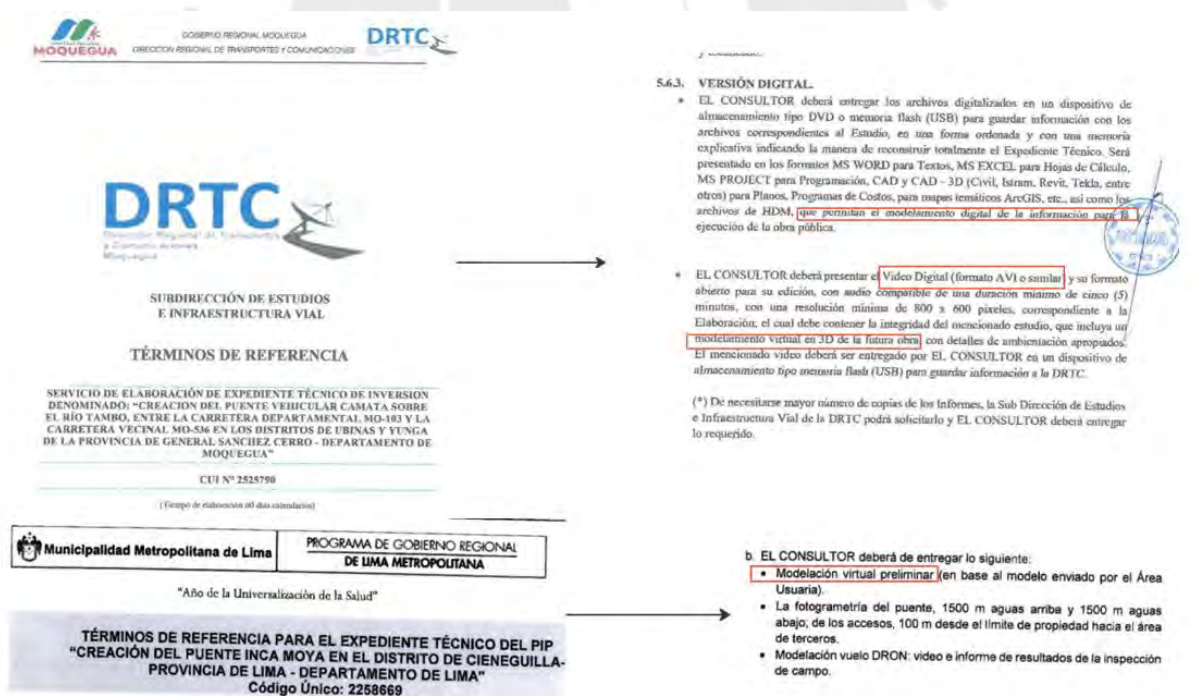 GOBIERNO REGIONAL MOQUEGUA
DIRECCION REGIONAL DE TRANSPORTES Y COMUNICACIONES
MOQUEGUA
DRTC
DRTC
Dirección Regional de Transportes
y Comunicaciones
Moquegua
SUBDIRECCIÓN DE ESTUDIOS
E INFRAESTRUCTURA VIAL
TÉRMINOS DE REFERENCIA
SERVICIO DE ELABORACIÓN DE EXPEDIENTE TÉCNICO DE INVERSION
DENOMINADO: "CREACION DEL PUENTE VEHICULAR CAMATA SOBRE
EL RÍO TAMBO, ENTRE LA CARRETERA DEPARTAMENTAL MO-103 Y LA
CARRETERA VECINAL MO-536 EN LOS DISTRITOS DE UBINAS Y YUNGA
DE LA PROVINCIA DE GENERAL SANCHEZ CERRO - DEPARTAMENTO DE
MOQUEGUA"
CUI Nº 2525790
(Tiempo de elaboración 60 días calendarios)
5.6.3. VERSIÓN DIGITAL.
• EL CONSULTOR deberá entregar los archivos digitalizados en un dispositivo de
almacenamiento tipo DVD o memoria flash (USB) para guardar información con los
archivos correspondientes al Estudio, en una forma ordenada y con una memoria
explicativa indicando la manera de reconstruir totalmente el Expediente Técnico. Será
presentado en los formatos MS WORD para Textos, MS EXCEL para Hojas de Cálculo,
MS PROJECT para Programación, CAD y CAD - 3D (Civil, Istram, Revit, Tekla, entre
otros) para Planos, Programas de Costos, para mapas temáticos ArcGIS, etc., así como los
archivos de HDM, que permitan el modelamiento digital de la información para la
ejecución de la obra pública.
• EL CONSULTOR deberá presentar el Video Digital (formato AVI o similar) y su formato
abierto para su edición, con audio compatible de una duración mínimo de cinco (5)
minutos, con una resolución mínima de 800 x 600 pixeles, correspondiente a la
Elaboración, el cual debe contener la integridad del mencionado estudio, que incluya un
modelamiento virtual en 3D de la futura obra, con detalles de ambientación apropiados.
El mencionado video deberá ser entregado por EL CONSULTOR en un dispositivo de
almacenamiento tipo memoria flash (USB) para guardar información a la DRTC.
(*) De necesitarse mayor número de copias de los Informes, la Sub Dirección de Estudios
e Infraestructura Vial de la DRTC podrá solicitarlo y EL CONSULTOR deberá entregar
lo requerido.
Municipalidad Metropolitana de Lima
PROGRAMA DE GOBIERNO REGIONAL
DE LIMA METROPOLITANA
"Año de la Universalización de la Salud"
TÉRMINOS DE REFERENCIA PARA EL EXPEDIENTE TÉCNICO DEL PIP
"CREACIÓN DEL PUENTE INCA MOYA EN EL DISTRITO DE CIENEGUILLA-
PROVINCIA DE LIMA - DEPARTAMENTO DE LIMA"
Código Único: 2258669
b. EL CONSULTOR deberá de entregar lo siguiente:
• Modelación virtual preliminar (en base al modelo enviado por el Área
Usuaria).
• La fotogrametría del puente, 1500 m aguas arriba y 1500 m aguas
abajo; de los accesos, 100 m desde el límite de propiedad hacia el área
de terceros.
• Modelación vuelo DRON: video e informe de resultados de la inspección
de campo.